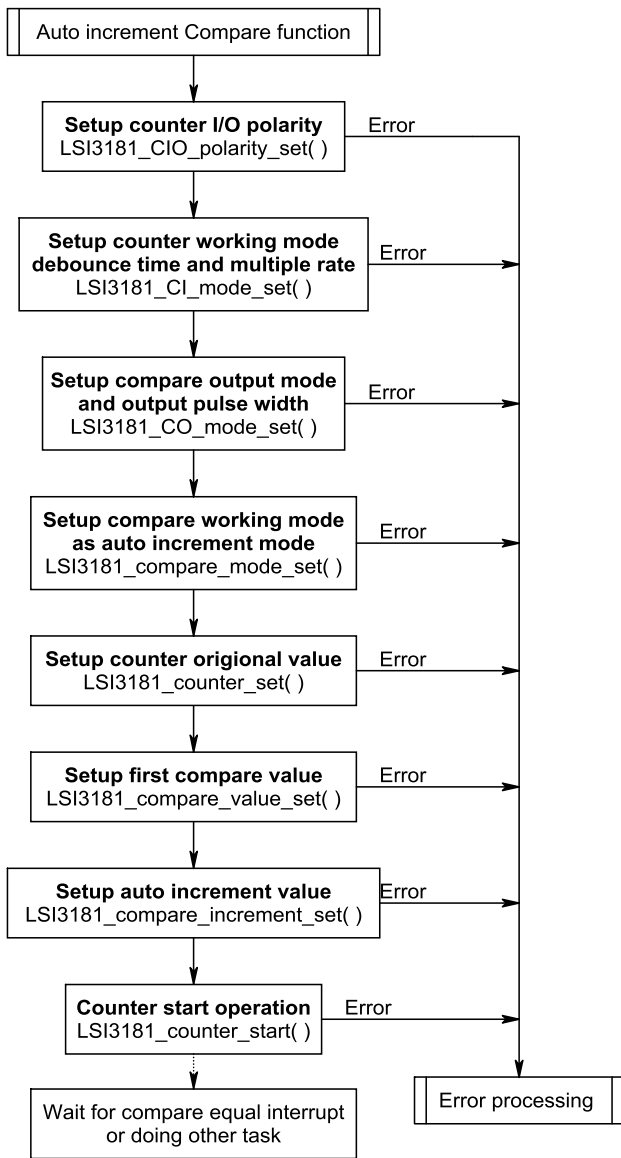 Auto increment Compare function
Setup counter I/O polarity
LSI3181_CIO_polarity_set( )
Error
Setup counter working mode
debounce time and multiple rate
LSI3181_CI_mode_set( )
Error
Setup compare output mode
and output pulse width
LSI3181_CO_mode_set( )
Error
Setup compare working mode
as auto increment mode
LSI3181_compare_mode_set( )
Error
Setup counter origional value
LSI3181_counter_set( )
Error
Setup first compare value
LSI3181_compare_value_set( )
Error
Setup auto increment value
LSI3181_compare_increment_set( )
Error
Counter start operation
LSI3181_counter_start( )
Error
Wait for compare equal interrupt
or doing other task
Error processing